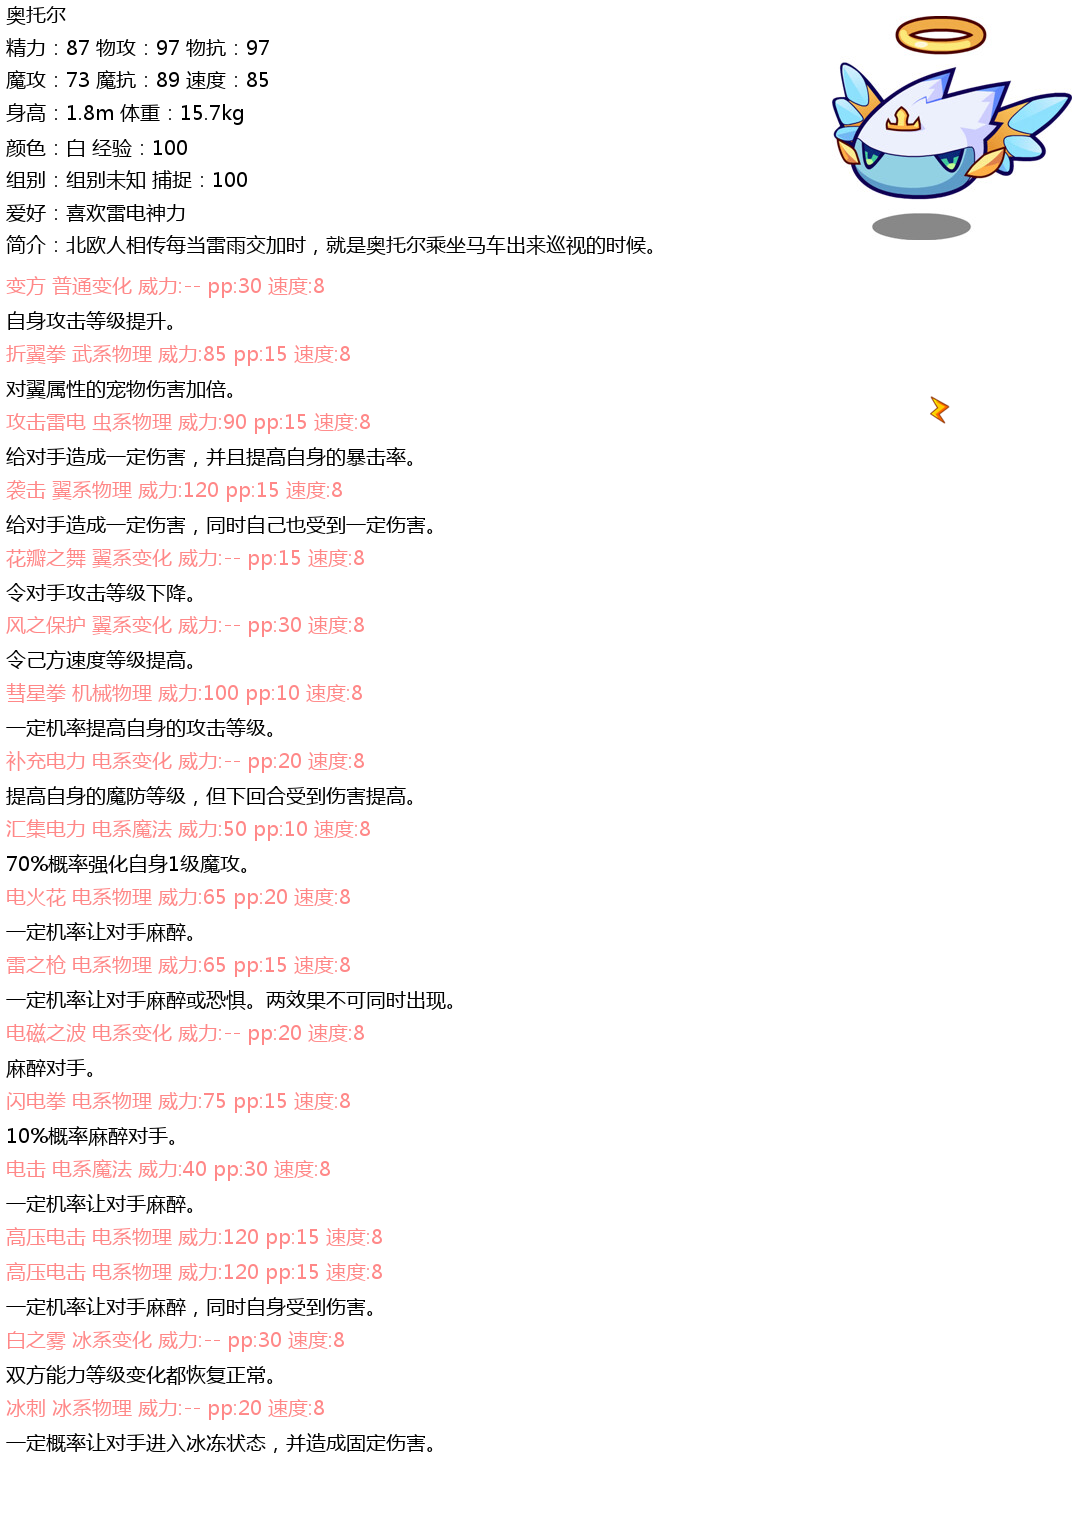 奥托尔
精力：87 物攻：97 物抗：97
魔攻：73 魔抗：89 速度：85
身高：1.8m 体重：15.7kg
颜色：白 经验：100
组别：组别未知 捕捉：100
爱好：喜欢雷电神力
简介：北欧人相传每当雷雨交加时，就是奥托尔乘坐马车出来巡视的时候。
变方 普通变化 威力:-- pp:30 速度:8
自身攻击等级提升。
折翼拳 武系物理 威力:85 pp:15 速度:8
对翼属性的宠物伤害加倍。
攻击雷电 虫系物理 威力:90 pp:15 速度:8
给对手造成一定伤害，并且提高自身的暴击率。
袭击 翼系物理 威力:120 pp:15 速度:8
给对手造成一定伤害，同时自己也受到一定伤害。
花瓣之舞 翼系变化 威力:-- pp:15 速度:8
令对手攻击等级下降。
风之保护 翼系变化 威力:-- pp:30 速度:8
令己方速度等级提高。
彗星拳 机械物理 威力:100 pp:10 速度:8
一定机率提高自身的攻击等级。
补充电力 电系变化 威力:-- pp:20 速度:8
提高自身的魔防等级，但下回合受到伤害提高。
汇集电力 电系魔法 威力:50 pp:10 速度:8
70%概率强化自身1级魔攻。
电火花 电系物理 威力:65 pp:20 速度:8
一定机率让对手麻醉。
雷之枪 电系物理 威力:65 pp:15 速度:8
一定机率让对手麻醉或恐惧。两效果不可同时出现。
电磁之波 电系变化 威力:-- pp:20 速度:8
麻醉对手。
闪电拳 电系物理 威力:75 pp:15 速度:8
10%概率麻醉对手。
电击 电系魔法 威力:40 pp:30 速度:8
一定机率让对手麻醉。
高压电击 电系物理 威力:120 pp:15 速度:8
高压电击 电系物理 威力:120 pp:15 速度:8
一定机率让对手麻醉，同时自身受到伤害。
白之雾 冰系变化 威力:-- pp:30 速度:8
双方能力等级变化都恢复正常。
冰刺 冰系物理 威力:-- pp:20 速度:8
一定概率让对手进入冰冻状态，并造成固定伤害。